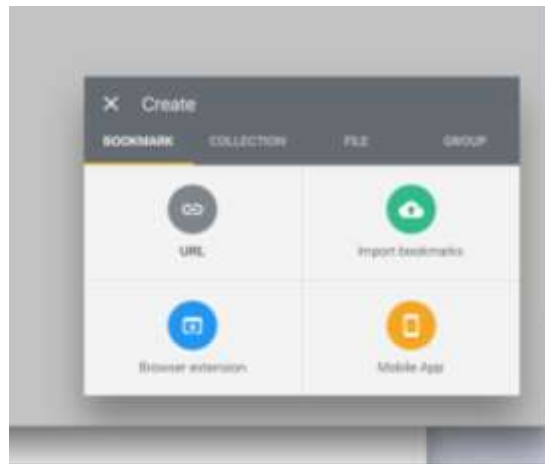 Create
BOOKMARK COLLECTION FILE GROUP
URL
Import bookmarks
Browser extension
Mobile App